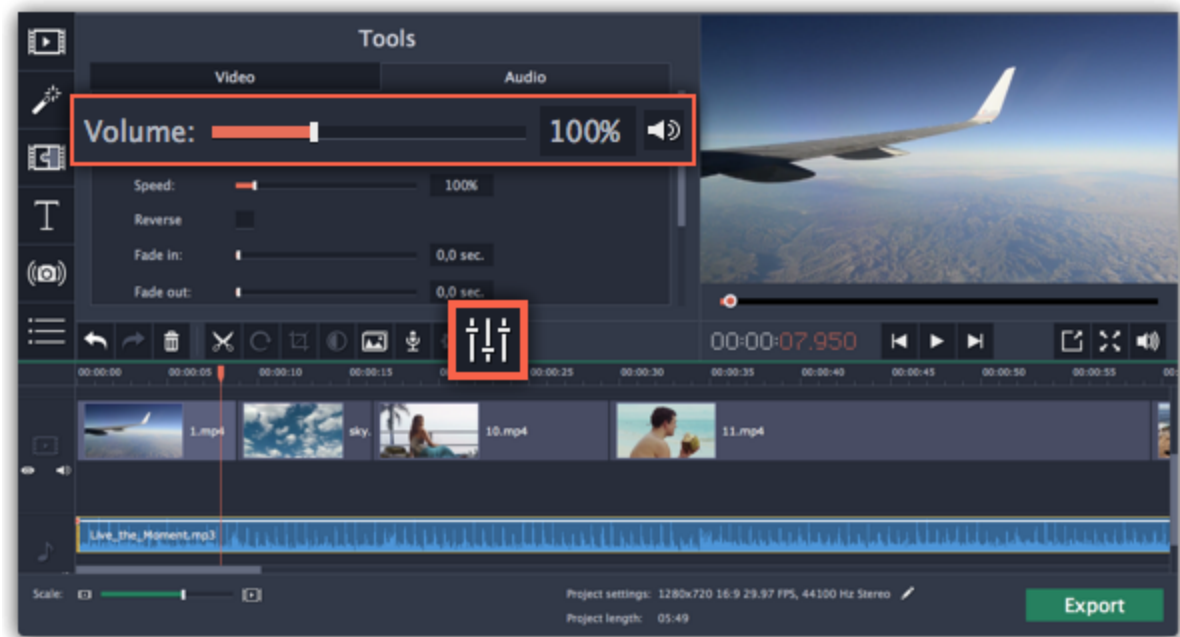 Tools
Video Audio
Volume: 100%
Speed: 100%
Reverse
Fade in: 0,0 sec.
Fade out: 0,0 sec.
T
00:00:07.950
00:00:00 00:00:05 00:00:10 00:00:15 00:00:25 00:00:30 00:00:35 00:00:40 00:00:45 00:00:50 00:00:55
1.mp4 sky. 10.mp4 11.mp4
Live_the_Moment.mp3
Scale: Project settings: 1280x720 16:9 29.97 FPS, 44100 Hz Stereo
Project length: 05:49
Export